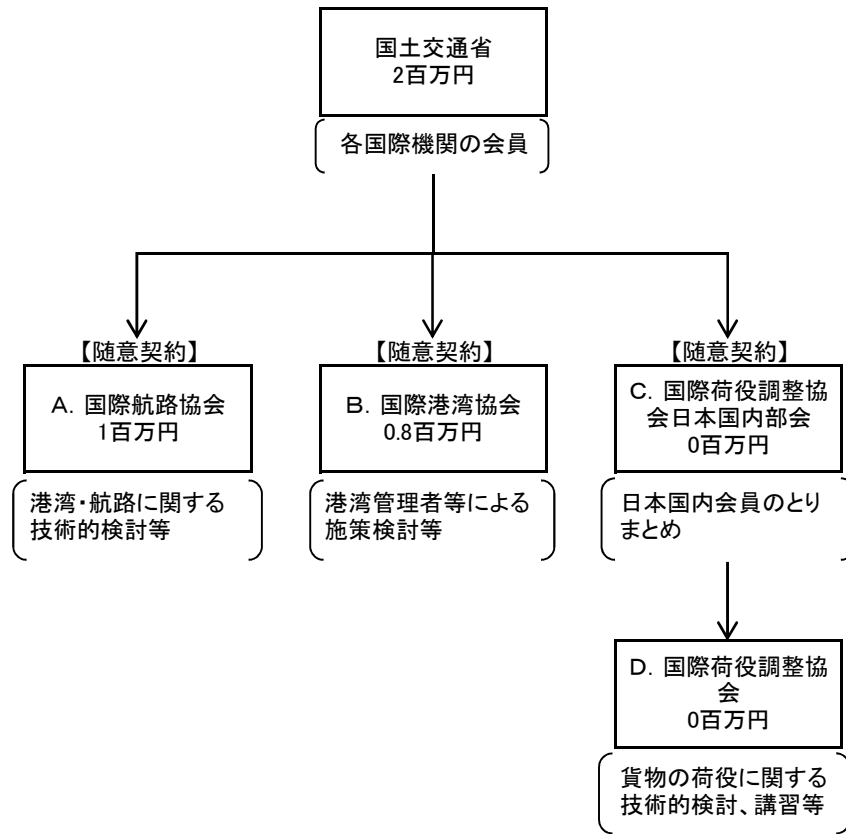 国土交通省
2百万円
各国際機関の会員
【随意契約】
【随意契約】
【随意契約】
A．国際航路協会
1百万円
B．国際港湾協会
0.8百万円
C．国際荷役調整協
会日本国内部会
0百万円
港湾・航路に関する
技術的検討等
港湾管理者等による
施策検討等
日本国内会員のとり
まとめ
D．国際荷役調整協
会
0百万円
貨物の荷役に関する
技術的検討、講習等